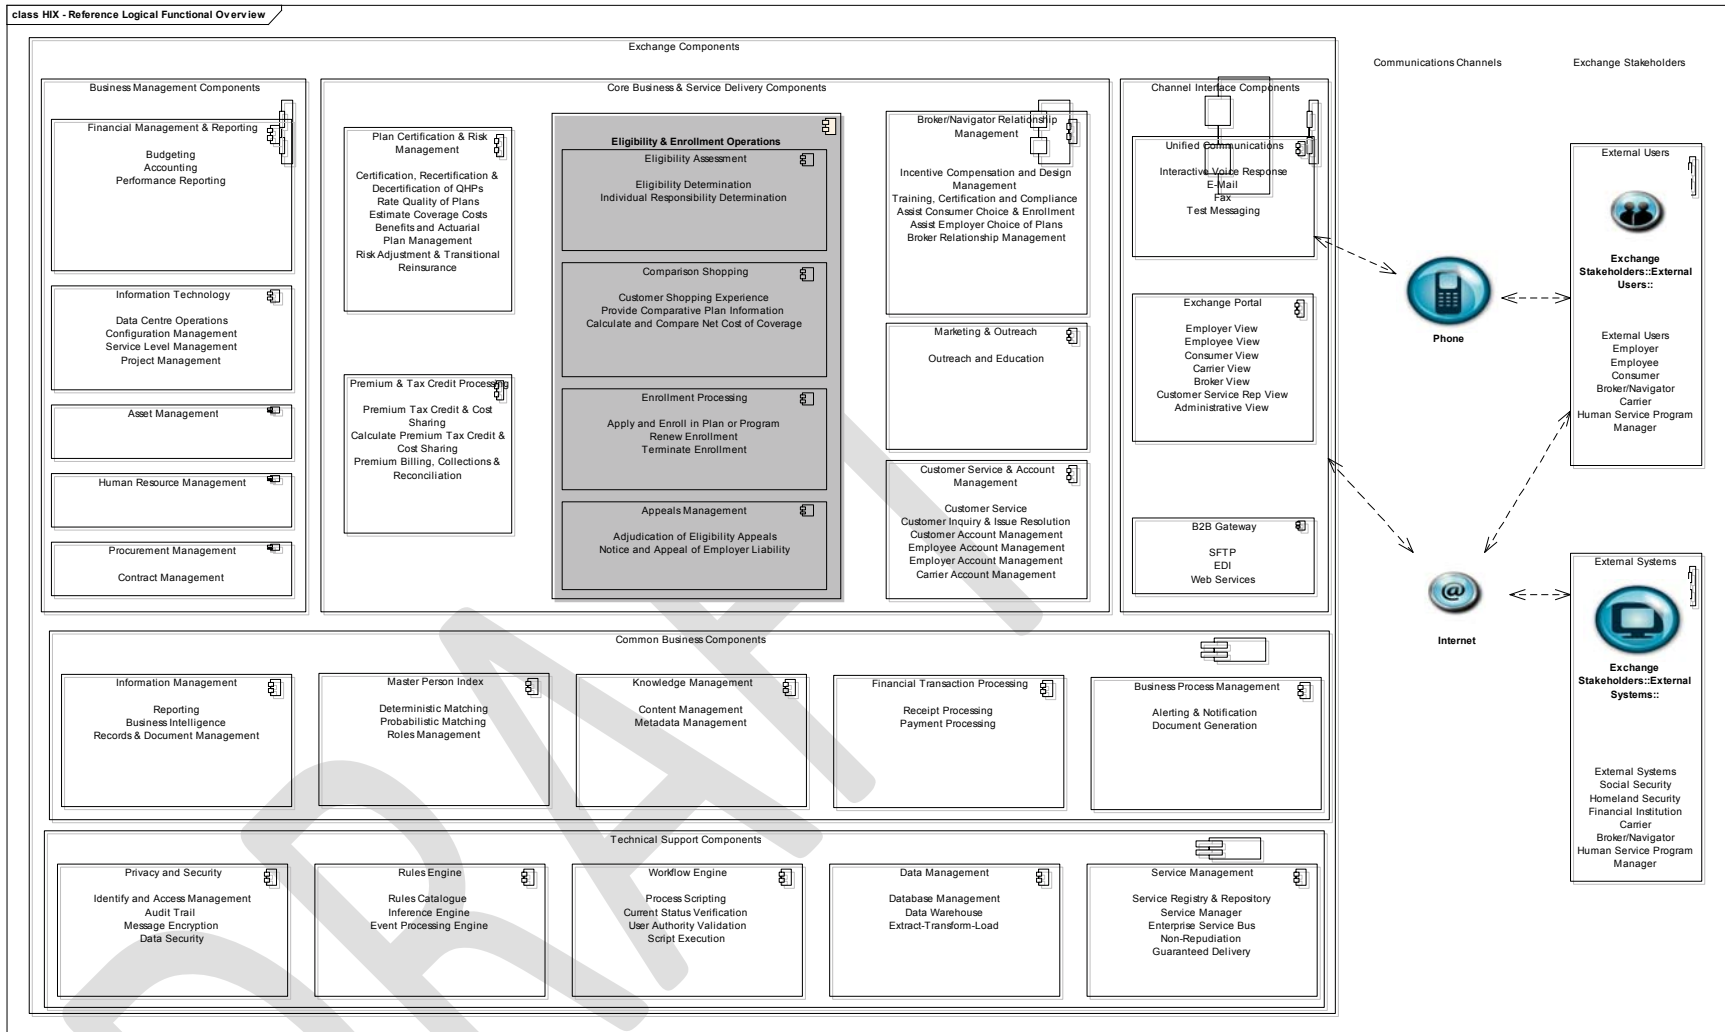 class HIX - Reference Logical Functional Overview
Exchange Components
Business Management Components
Financial Management & Reporting
Budgeting
Accounting
Performance Reporting
Information Technology
Data Centre Operations
Configuration Management
Service Level Management
Project Management
Asset Management
Human Resource Management
Procurement Management
Contract Management
Core Business & Service Delivery Components
Plan Certification & Risk
Management
Certification, Recertification &
Decertification of QHPs
Rate Quality of Plans
Estimate Coverage Costs
Benefits and Actuarial
Plan Management
Risk Adjustment & Transitional
Reinsurance
Premium & Tax Credit Processing
Premium Tax Credit & Cost
Sharing
Calculate Premium Tax Credit &
Cost Sharing
Premium Billing, Collections &
Reconciliation
Eligibility & Enrollment Operations
Eligibility Assessment
Eligibility Determination
Individual Responsibility Determination
Comparison Shopping
Customer Shopping Experience
Provide Comparative Plan Information
Calculate and Compare Net Cost of Coverage
Enrollment Processing
Apply and Enroll in Plan or Program
Renew Enrollment
Terminate Enrollment
Appeals Management
Adjudication of Eligibility Appeals
Notice and Appeal of Employer Liability
Broker/Navigator Relationship
Management
Incentive Compensation and Design
Management
Training, Certification and Compliance
Assist Consumer Choice & Enrollment
Assist Employer Choice of Plans
Broker Relationship Management
Marketing & Outreach
Outreach and Education
Customer Service & Account
Management
Customer Service
Customer Inquiry & Issue Resolution
Customer Account Management
Employee Account Management
Employer Account Management
Carrier Account Management
Channel Interface Components
Unified Communications
Interactive Voice Response
E-Mail
Fax
Test Messaging
Exchange Portal
Employer View
Employee View
Consumer View
Carrier View
Broker View
Customer Service Rep View
Administrative View
B2B Gateway
SFTP
EDI
Web Services
Common Business Components
Information Management
Reporting
Business Intelligence
Records & Document Management
Master Person Index
Deterministic Matching
Probabilistic Matching
Roles Management
Knowledge Management
Content Management
Metadata Management
Financial Transaction Processing
Receipt Processing
Payment Processing
Business Process Management
Alerting & Notification
Document Generation
Technical Support Components
Privacy and Security
Identify and Access Management
Audit Trail
Message Encryption
Data Security
Rules Engine
Rules Catalogue
Inference Engine
Event Processing Engine
Workflow Engine
Process Scripting
Current Status Verification
User Authority Validation
Script Execution
Data Management
Database Management
Data Warehouse
Extract-Transform-Load
Service Management
Service Registry & Repository
Service Manager
Enterprise Service Bus
Non-Repudiation
Guaranteed Delivery
Communications Channels
Phone
@
Internet
Exchange Stakeholders
External Users
Exchange
Stakeholders::External
Users::
External Users
Employer
Employee
Consumer
Broker/Navigator
Carrier
Human Service Program
Manager
External Systems
Exchange
Stakeholders::External
Systems::
External Systems
Social Security
Homeland Security
Financial Institution
Carrier
Broker/Navigator
Human Service Program
Manager
DRAFT